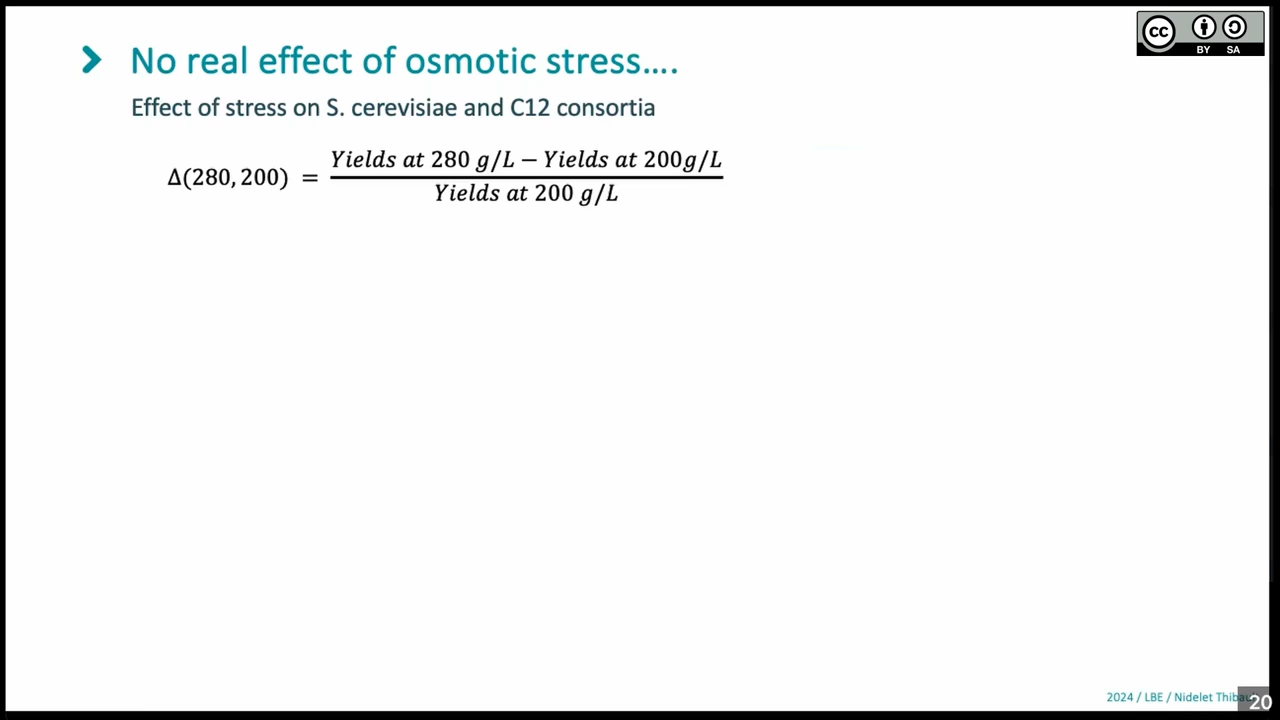 No real effect of osmotic stress….
Effect of stress on S. cerevisiae and C12 consortia
Δ(280, 200) = Yields at 280 g/L − Yields at 200g/L
Yields at 200 g/L
cc
BY SA
2024 / LBE / Nidelet
20